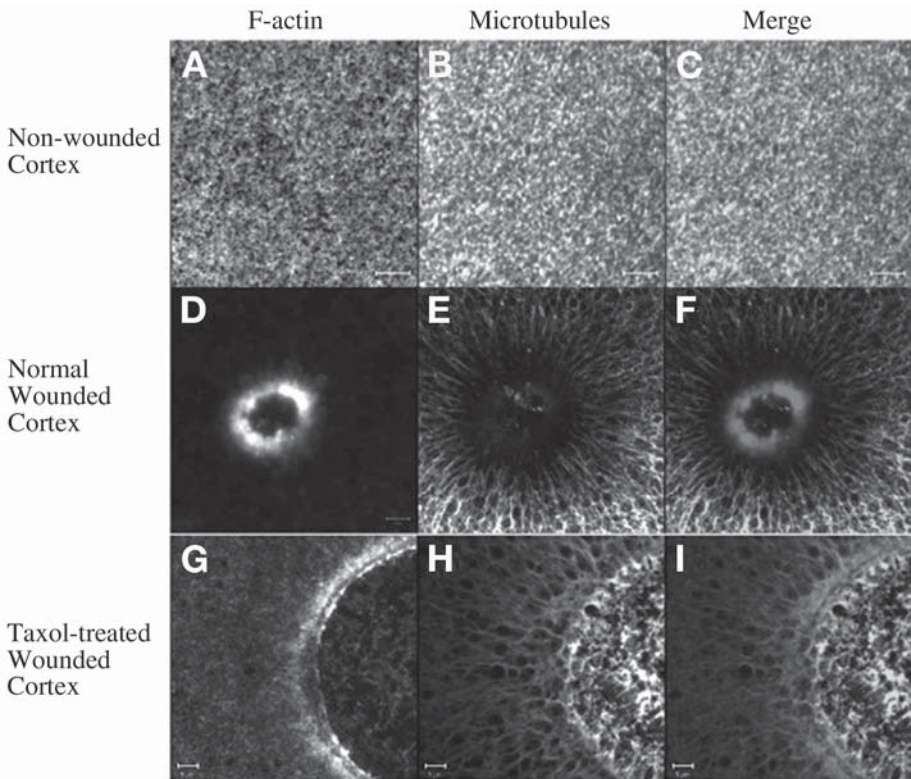 F-actin
Microtubules
Merge
Non-wounded
Cortex
A
B
C
Normal
Wounded
Cortex
D
E
F
Taxol-treated
Wounded
Cortex
G
H
I